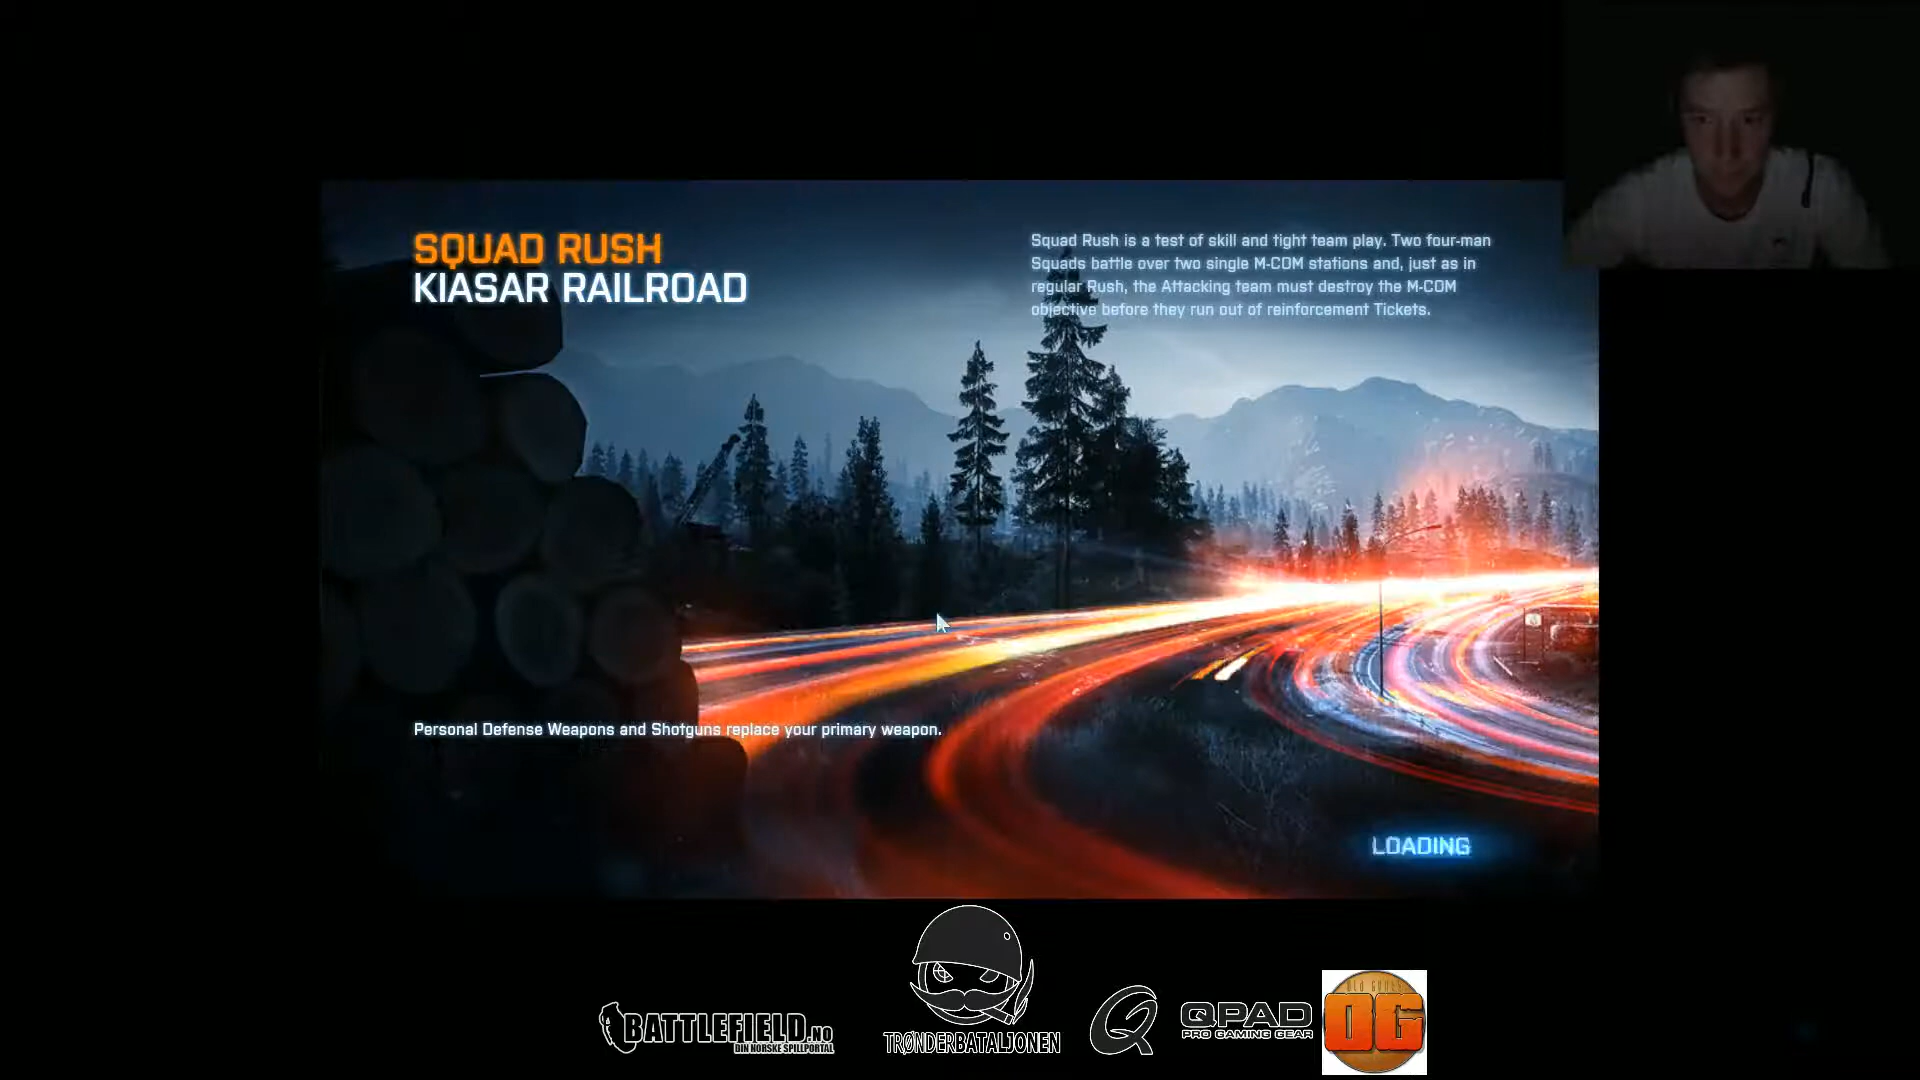 SQUAD RUSH
KIASAR RAILROAD
Squad Rush is a test of skill and tight team play. Two four-man
Squads battle over two single M-COM stations and, just as in
regular Rush, the Attacking team must destroy the M-COM
objective before they run out of reinforcement Tickets.
Personal Defense Weapons and Shotguns replace your primary weapon.
LOADING
BATTLEFIELD.NO
DIN NORSKE SPILLPORTAL
TRØNDERBATALJONEN
QPAD
PRO GAMING GEAR
OLD GAMES
OG